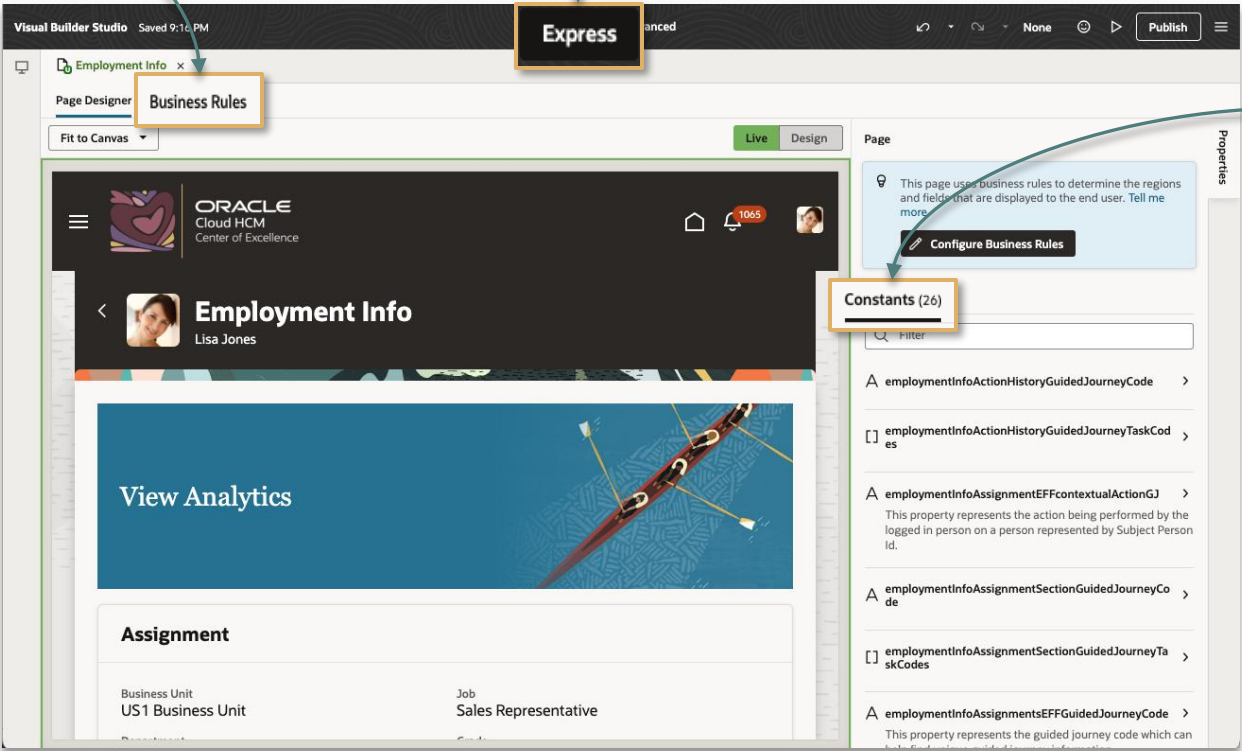 Visual Builder Studio Saved 9:16 PM
Express
anced
None
Publish
Employment Info ×
Page Designer
Business Rules
Fit to Canvas
Live
Design
Page
Properties
This page uses business rules to determine the regions
and fields that are displayed to the end user. Tell me
more
Configure Business Rules
ORACLE
Cloud HCM
Center of Excellence
1065
Employment Info
Lisa Jones
Constants (26)
Filter
employmentInfoActionHistoryGuidedJourneyCode
employmentInfoActionHistoryGuidedJourneyTaskCod
es
employmentInfoAssignmentEFFcontextualActionGJ
This property represents the action being performed by the
logged in person on a person represented by Subject Person
Id.
employmentInfoAssignmentSectionGuidedJourneyCo
de
employmentInfoAssignmentSectionGuidedJourneyTa
skCodes
employmentInfoAssignmentsEFFGuidedJourneyCode
This property represents the guided journey code which can
View Analytics
Assignment
Business Unit
US1 Business Unit
Job
Sales Representative